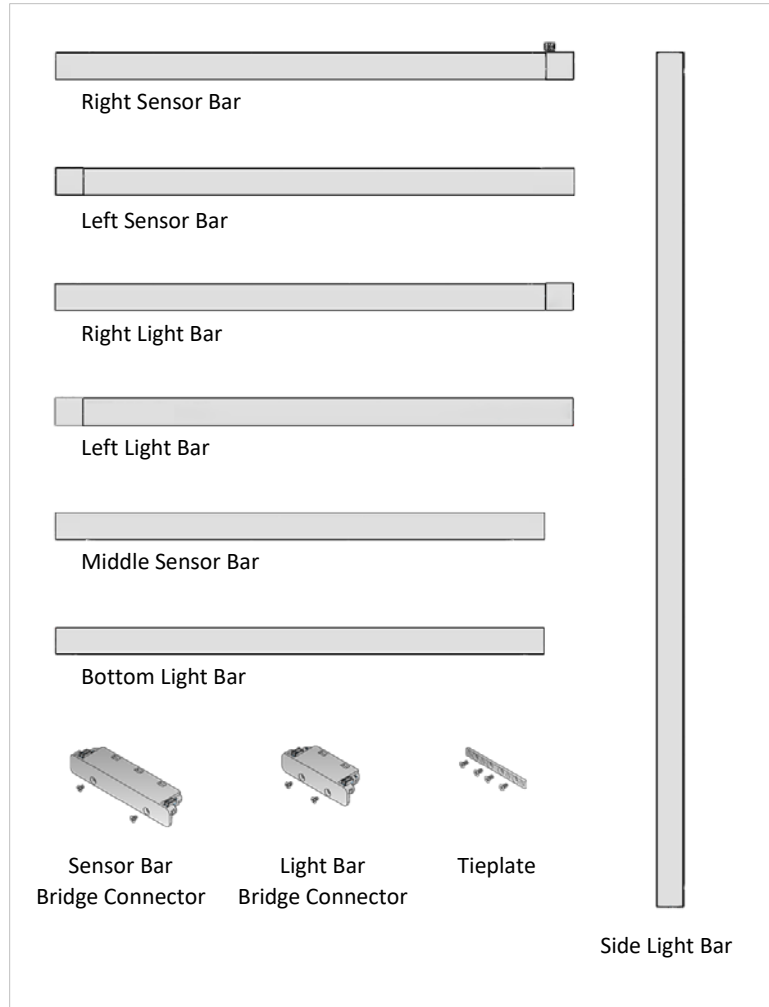 Right Sensor Bar
Left Sensor Bar
Right Light Bar
Left Light Bar
Middle Sensor Bar
Bottom Light Bar
Sensor Bar
Bridge Connector
Light Bar
Bridge Connector
Tieplate
Side Light Bar